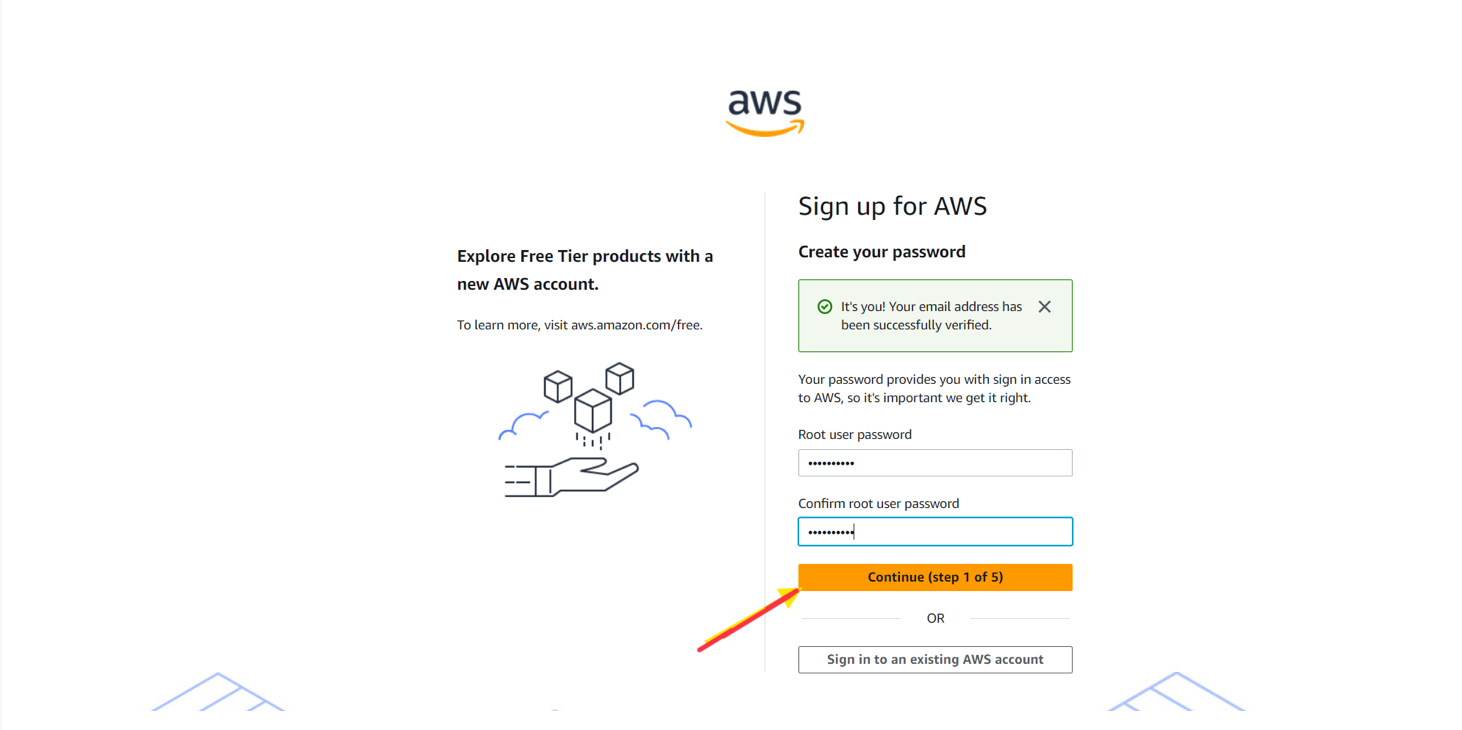 aws
Explore Free Tier products with a
new AWS account.
To learn more, visit aws.amazon.com/free.
Sign up for AWS
Create your password
It's you! Your email address has
been successfully verified.
Your password provides you with sign in access
to AWS, so it's important we get it right.
Root user password
••••••••••
Confirm root user password
••••••••••
Continue (step 1 of 5)
OR
Sign in to an existing AWS account